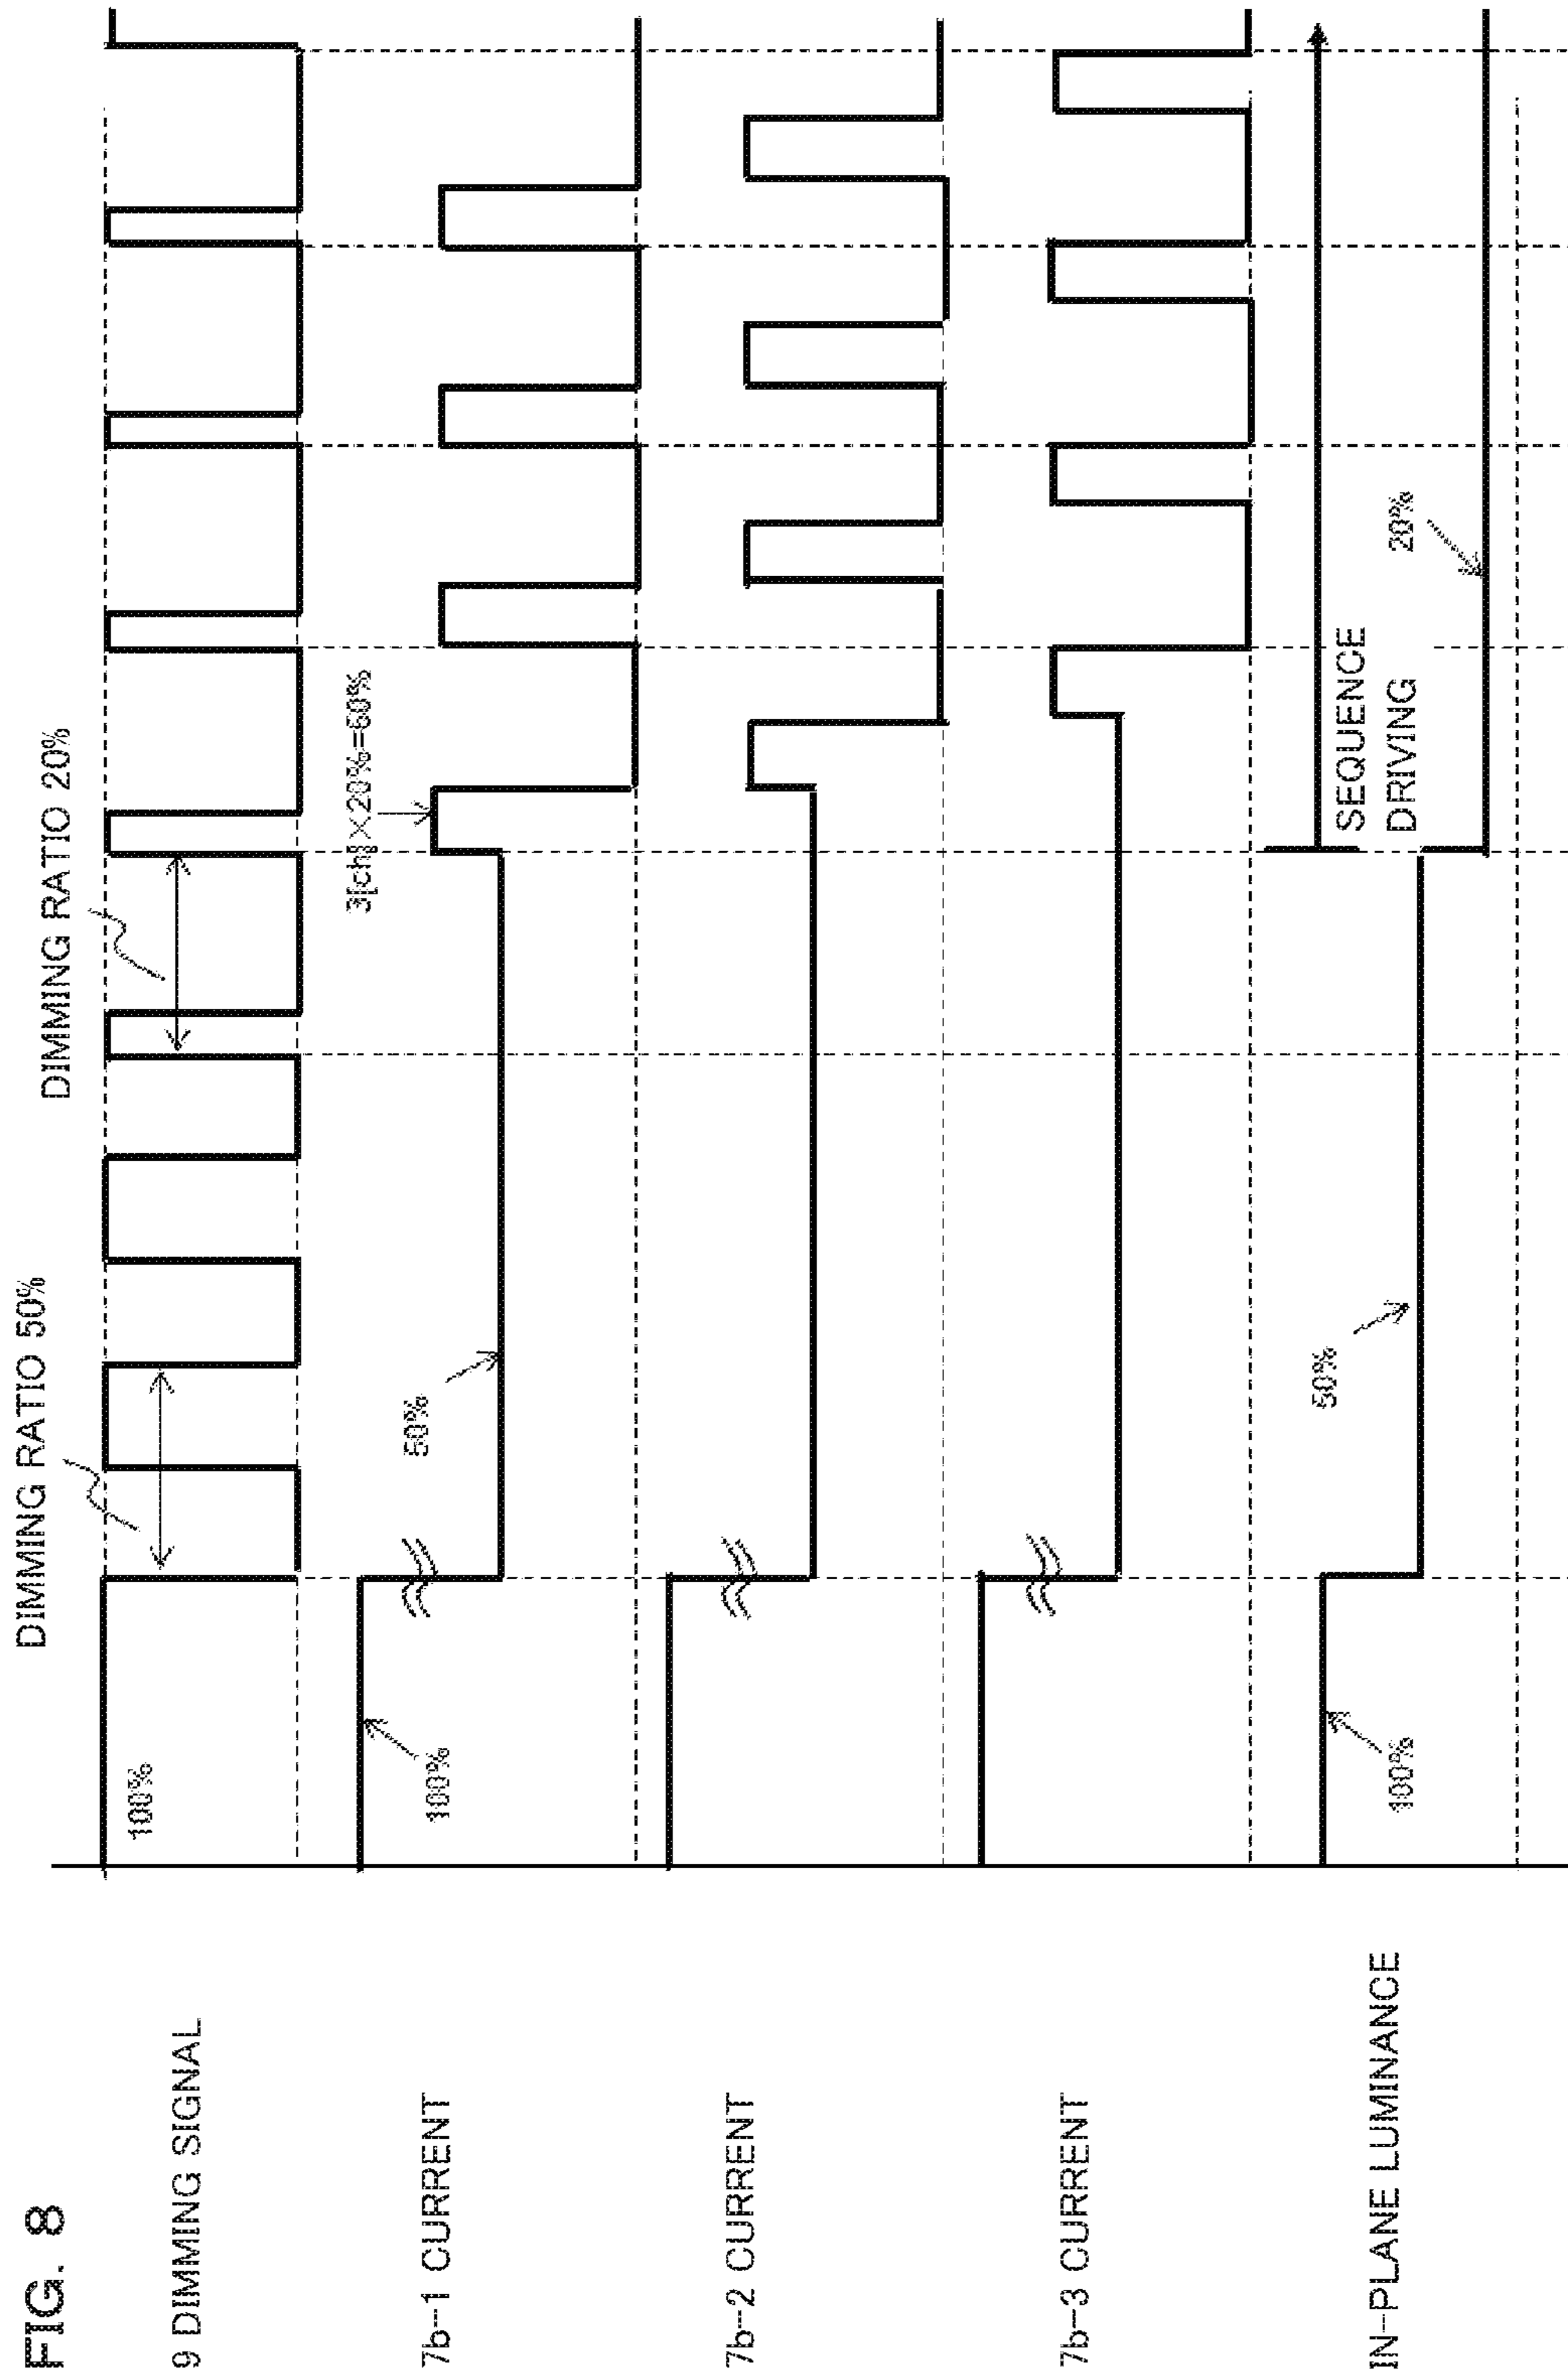 FIG. 8
DIMMING RATIO 50%
DIMMING RATIO 20%
9 DIMMING SIGNAL
100%
7b-1 CURRENT
100%
50%
3[ch]×20%=60%
7b-2 CURRENT
7b-3 CURRENT
IN-PLANE LUMINANCE
100%
50%
SEQUENCE
DRIVING
20%